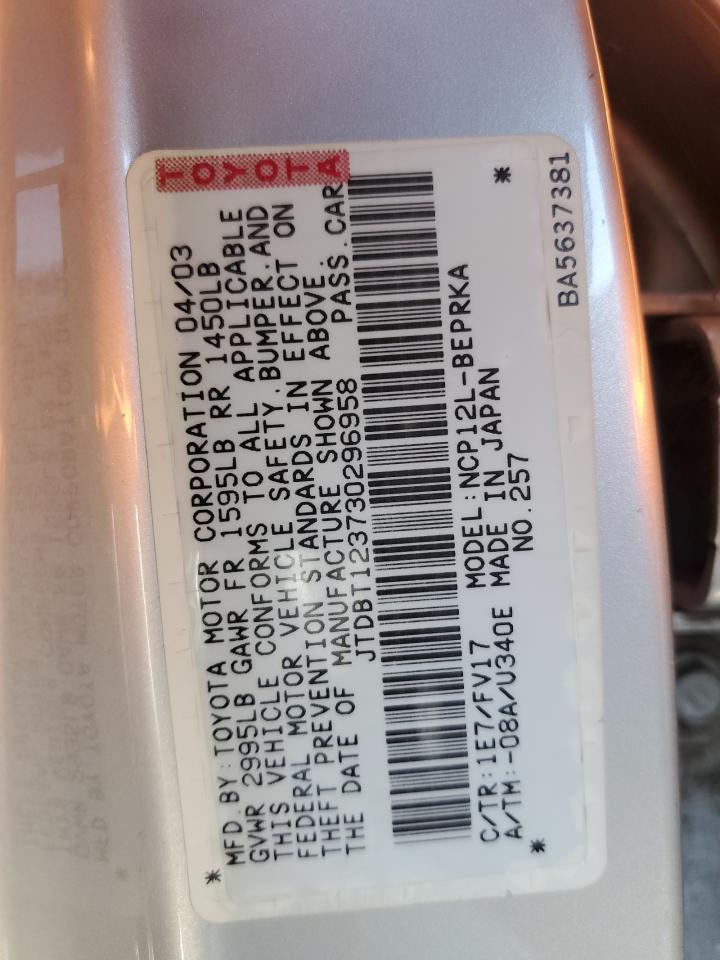 TOYOTA
* MFD. BY: TOYOTA MOTOR CORPORATION 04/03
GVWR 2995LB GAWR FR 1595LB RR 1450LB
THIS VEHICLE CONFORMS TO ALL APPLICABLE
FEDERAL MOTOR VEHICLE SAFETY, BUMPER, AND
THEFT PREVENTION STANDARDS IN EFFECT ON
THE DATE OF MANUFACTURE SHOWN ABOVE.
JTDBT123730296958 PASS. CAR
C/TR:1E7/FV17 MODEL:NCP12L-BEPRKA *
A/TM:-08A/U340E MADE IN JAPAN
* NO.257
BA5637381